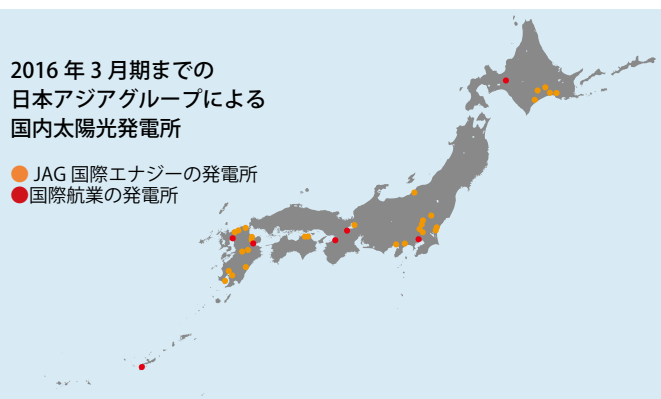 2016 年 3 月期までの
日本アジアグループによる
国内太陽光発電所
JAG 国際エナジーの発電所
国際航業の発電所